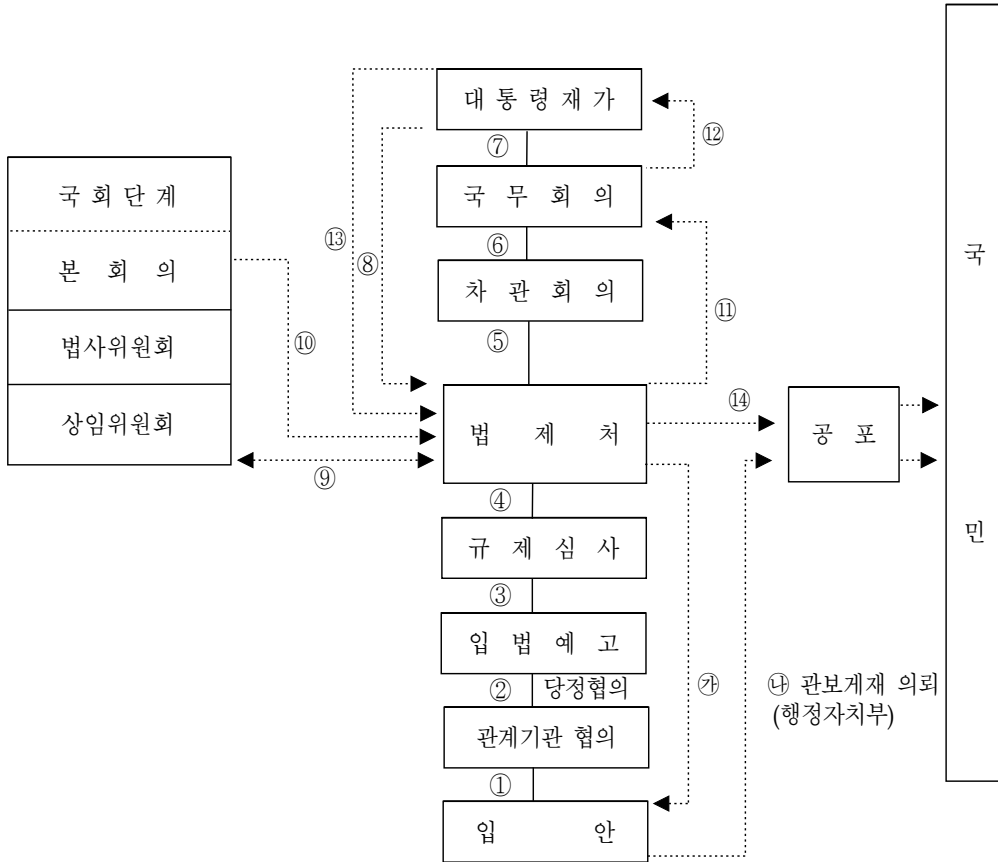 대 통 령 재 가
⑫
⑦
국 회 단 계
국 무 회 의
⑬
⑧
⑥
본 회 의
차 관 회 의
국
⑪
⑩
⑤
법사위원회
⑭
상임위원회
법 제 처
공 포
⑨
④
규 제 심 사
민
③
입 법 예 고
② 당정협의
㉮
㉯ 관보게재 의뢰
(행정자치부)
관계기관 협의
①
입 안